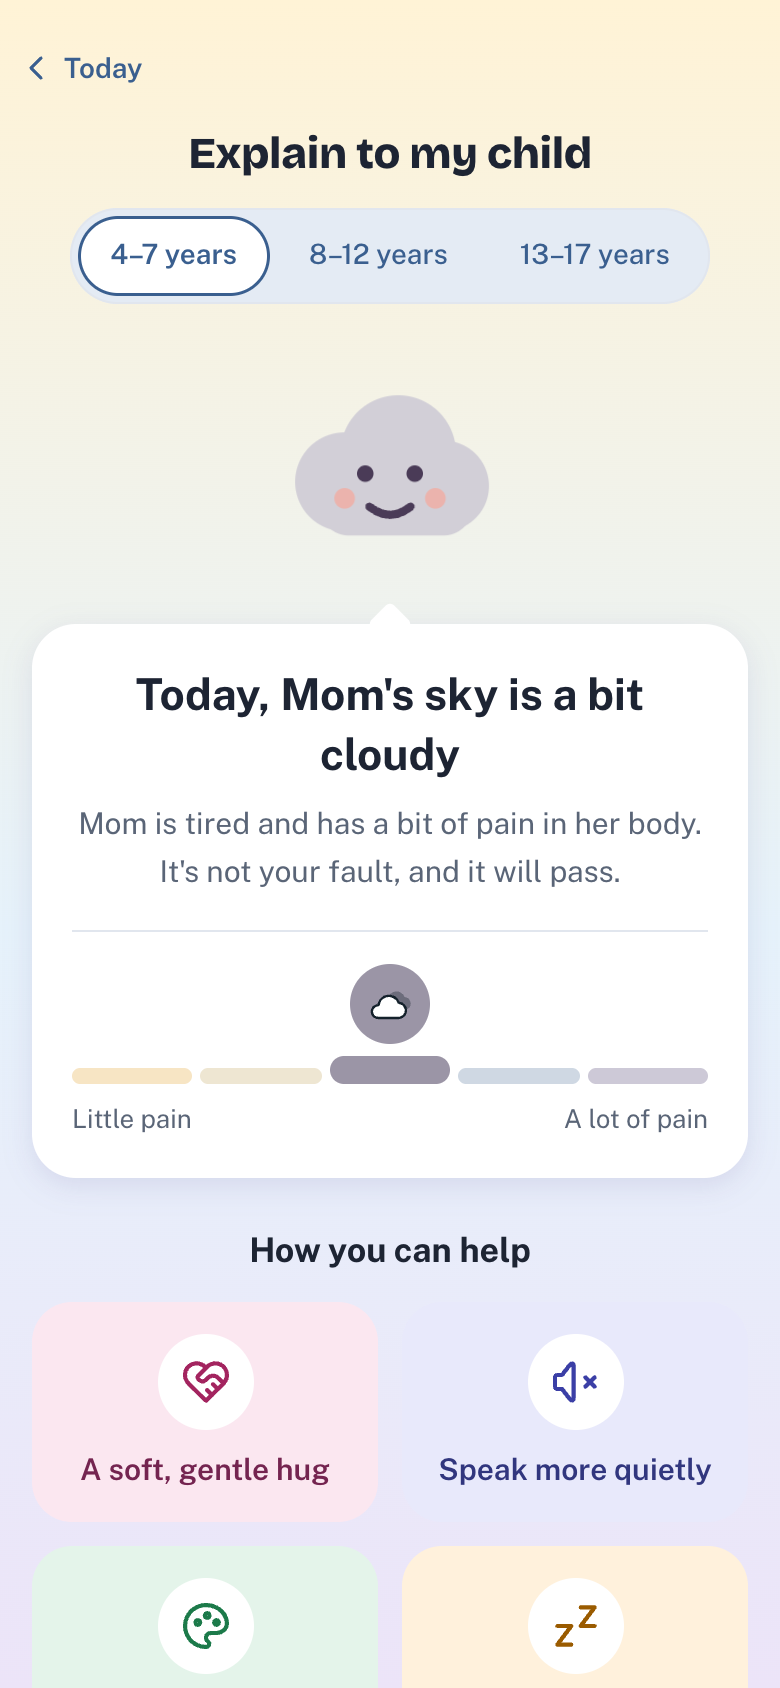 Today
Explain to my child
4–7 years
8–12 years
13–17 years
Today, Mom's sky is a bit
cloudy
Mom is tired and has a bit of pain in her body.
It's not your fault, and it will pass.
Little pain
A lot of pain
How you can help
A soft, gentle hug
Speak more quietly